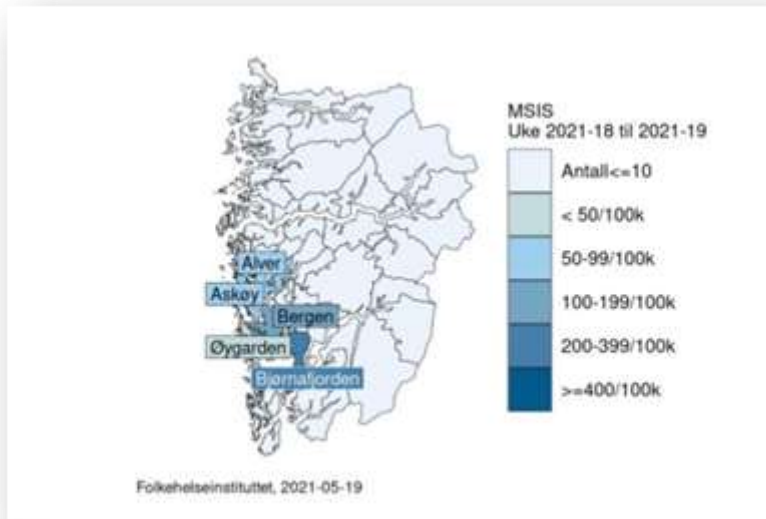 MSIS
Uke 2021-18 til 2021-19
Antall<=10
< 50/100k
50-99/100k
100-199/100k
200-399/100k
>=400/100k
Alver
Askøy
Bergen
Øygarden
Bjørnafjorden
Folkehelseinstituttet, 2021-05-19